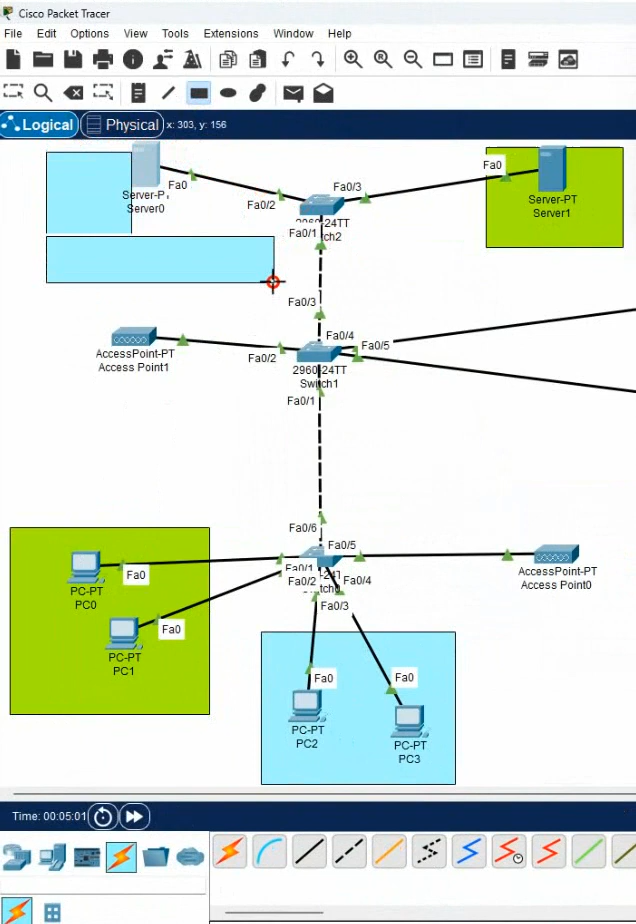 Cisco Packet Tracer
File Edit Options View Tools Extensions Window Help
Logical Physical x: 303, y: 156
Fa0
Server0
Fa0/2
Fa0/3
2960-24TT
Fa0/1
Fa0
Server-PT
Server1
Fa0/3
Fa0/4
Fa0/5
Fa0/2
2960-24TT
Switch1
Fa0/1
AccessPoint-PT
Access Point1
Fa0/6
Fa0/5
Fa0/1
Fa0/2
Fa0/4
Fa0/3
AccessPoint-PT
Access Point0
Fa0
PC-PT
PC0
Fa0
PC-PT
PC1
Fa0
PC-PT
PC2
Fa0
PC-PT
PC3
Time: 00:05:01